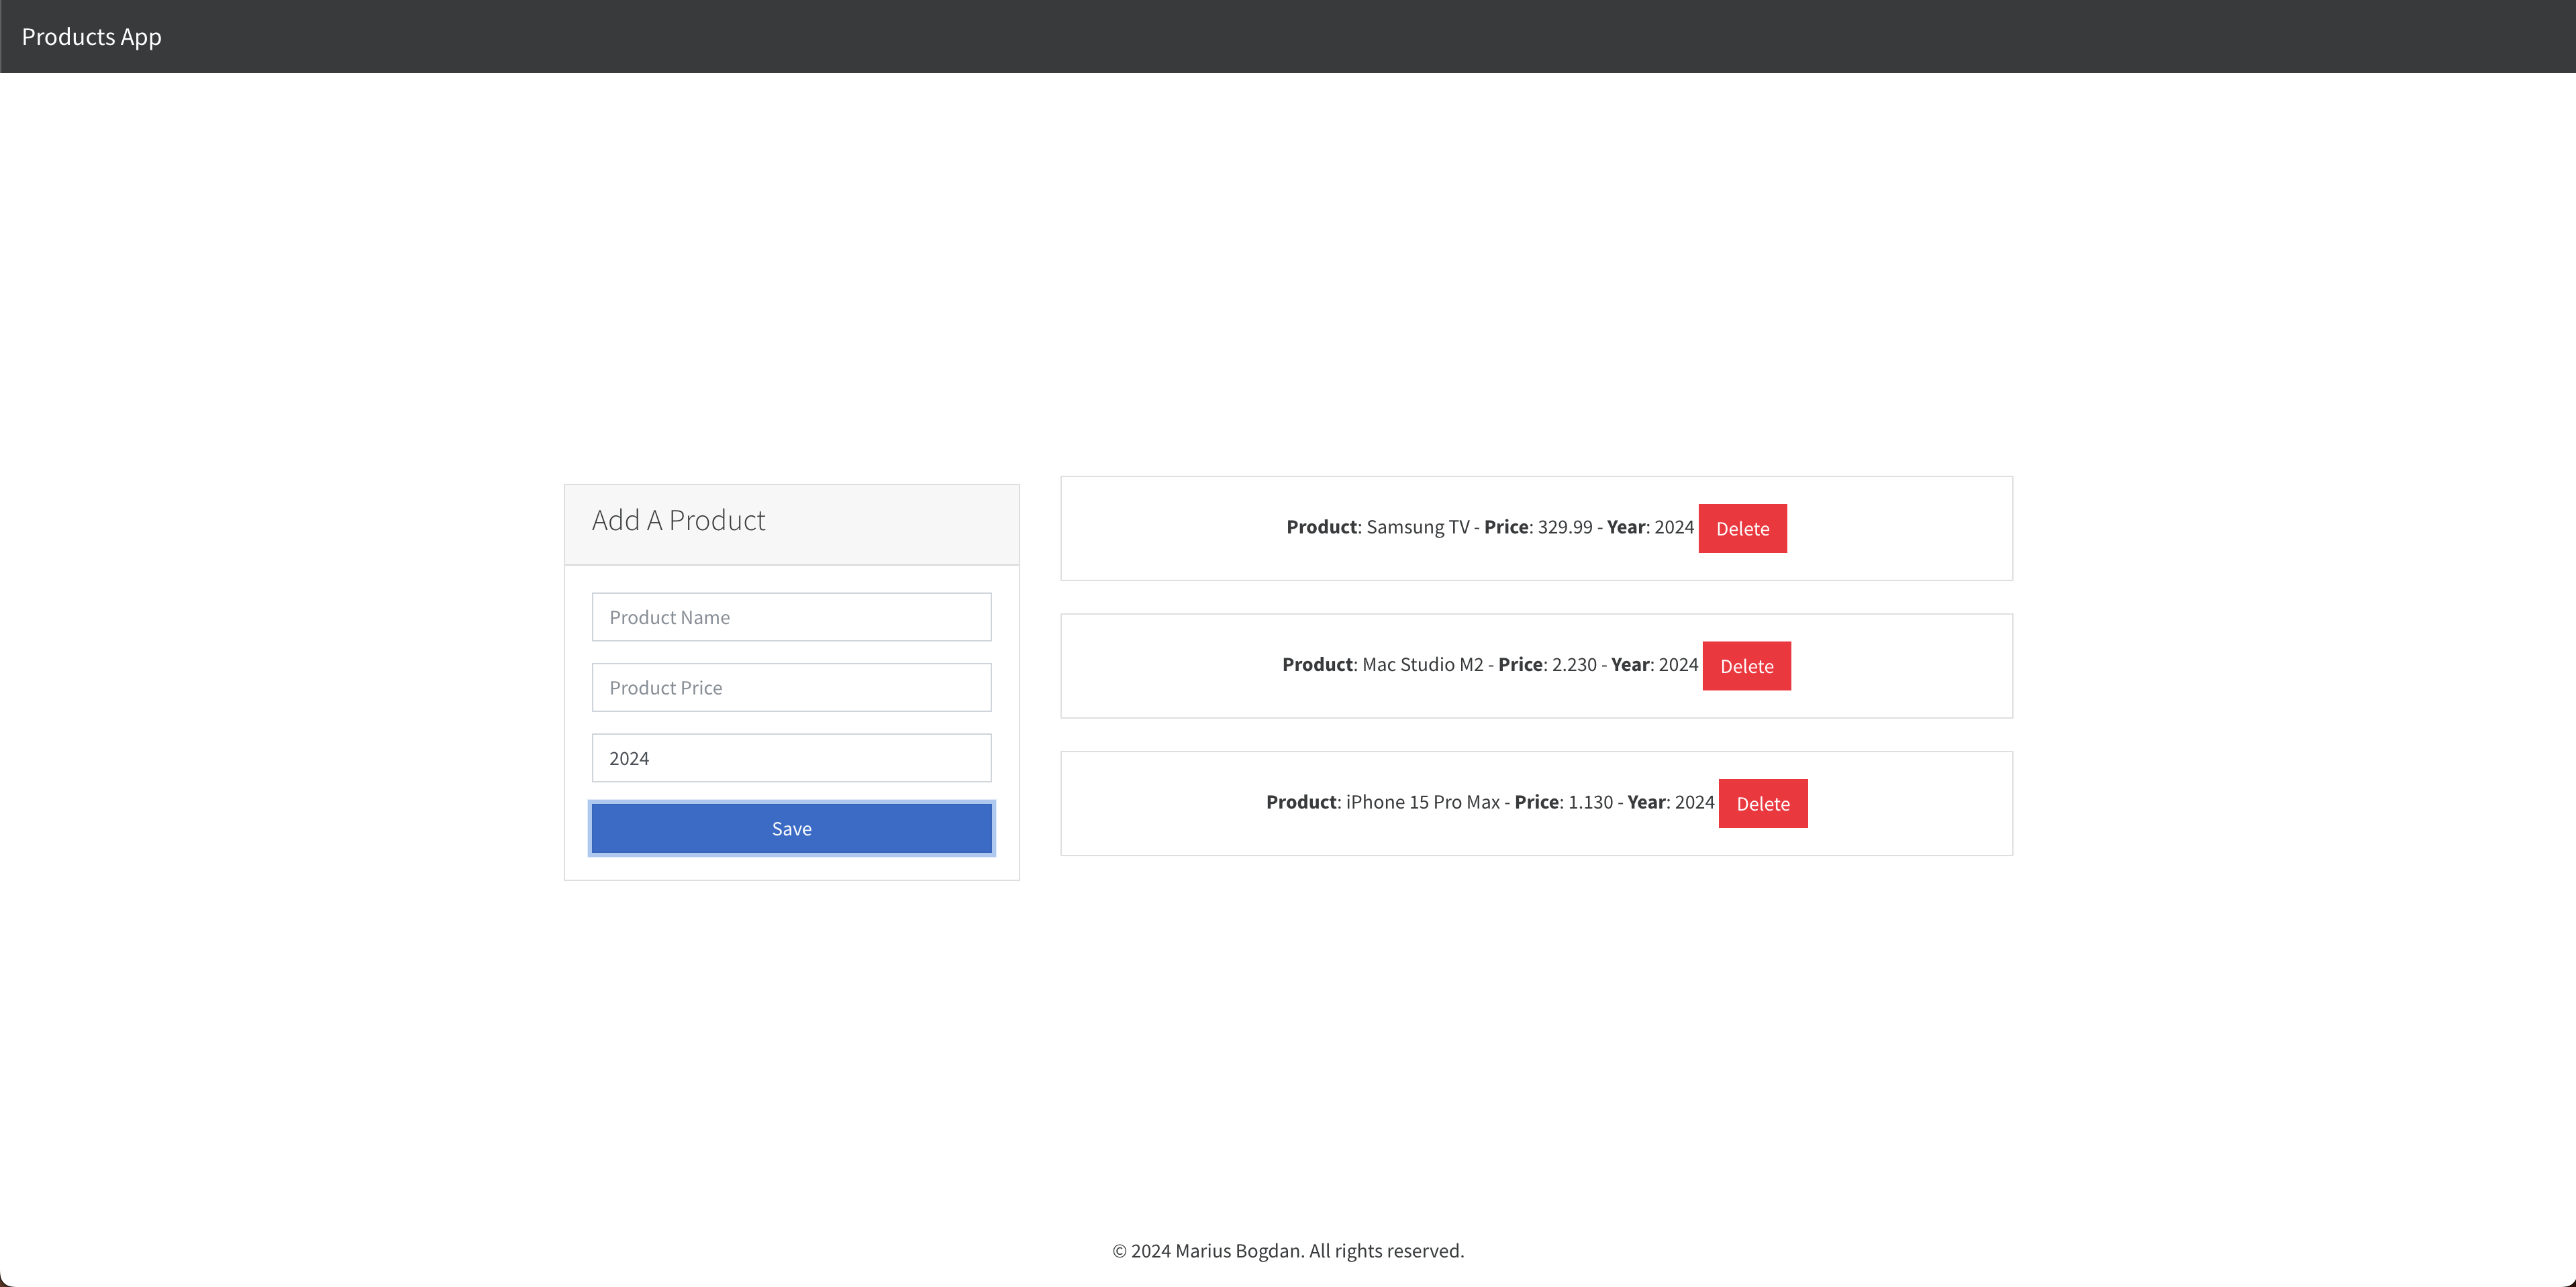 Products App
Add A Product
Product Name
Product Price
2024
Save
Product: Samsung TV - Price: 329.99 - Year: 2024 Delete
Product: Mac Studio M2 - Price: 2.230 - Year: 2024 Delete
Product: iPhone 15 Pro Max - Price: 1.130 - Year: 2024 Delete
© 2024 Marius Bogdan. All rights reserved.